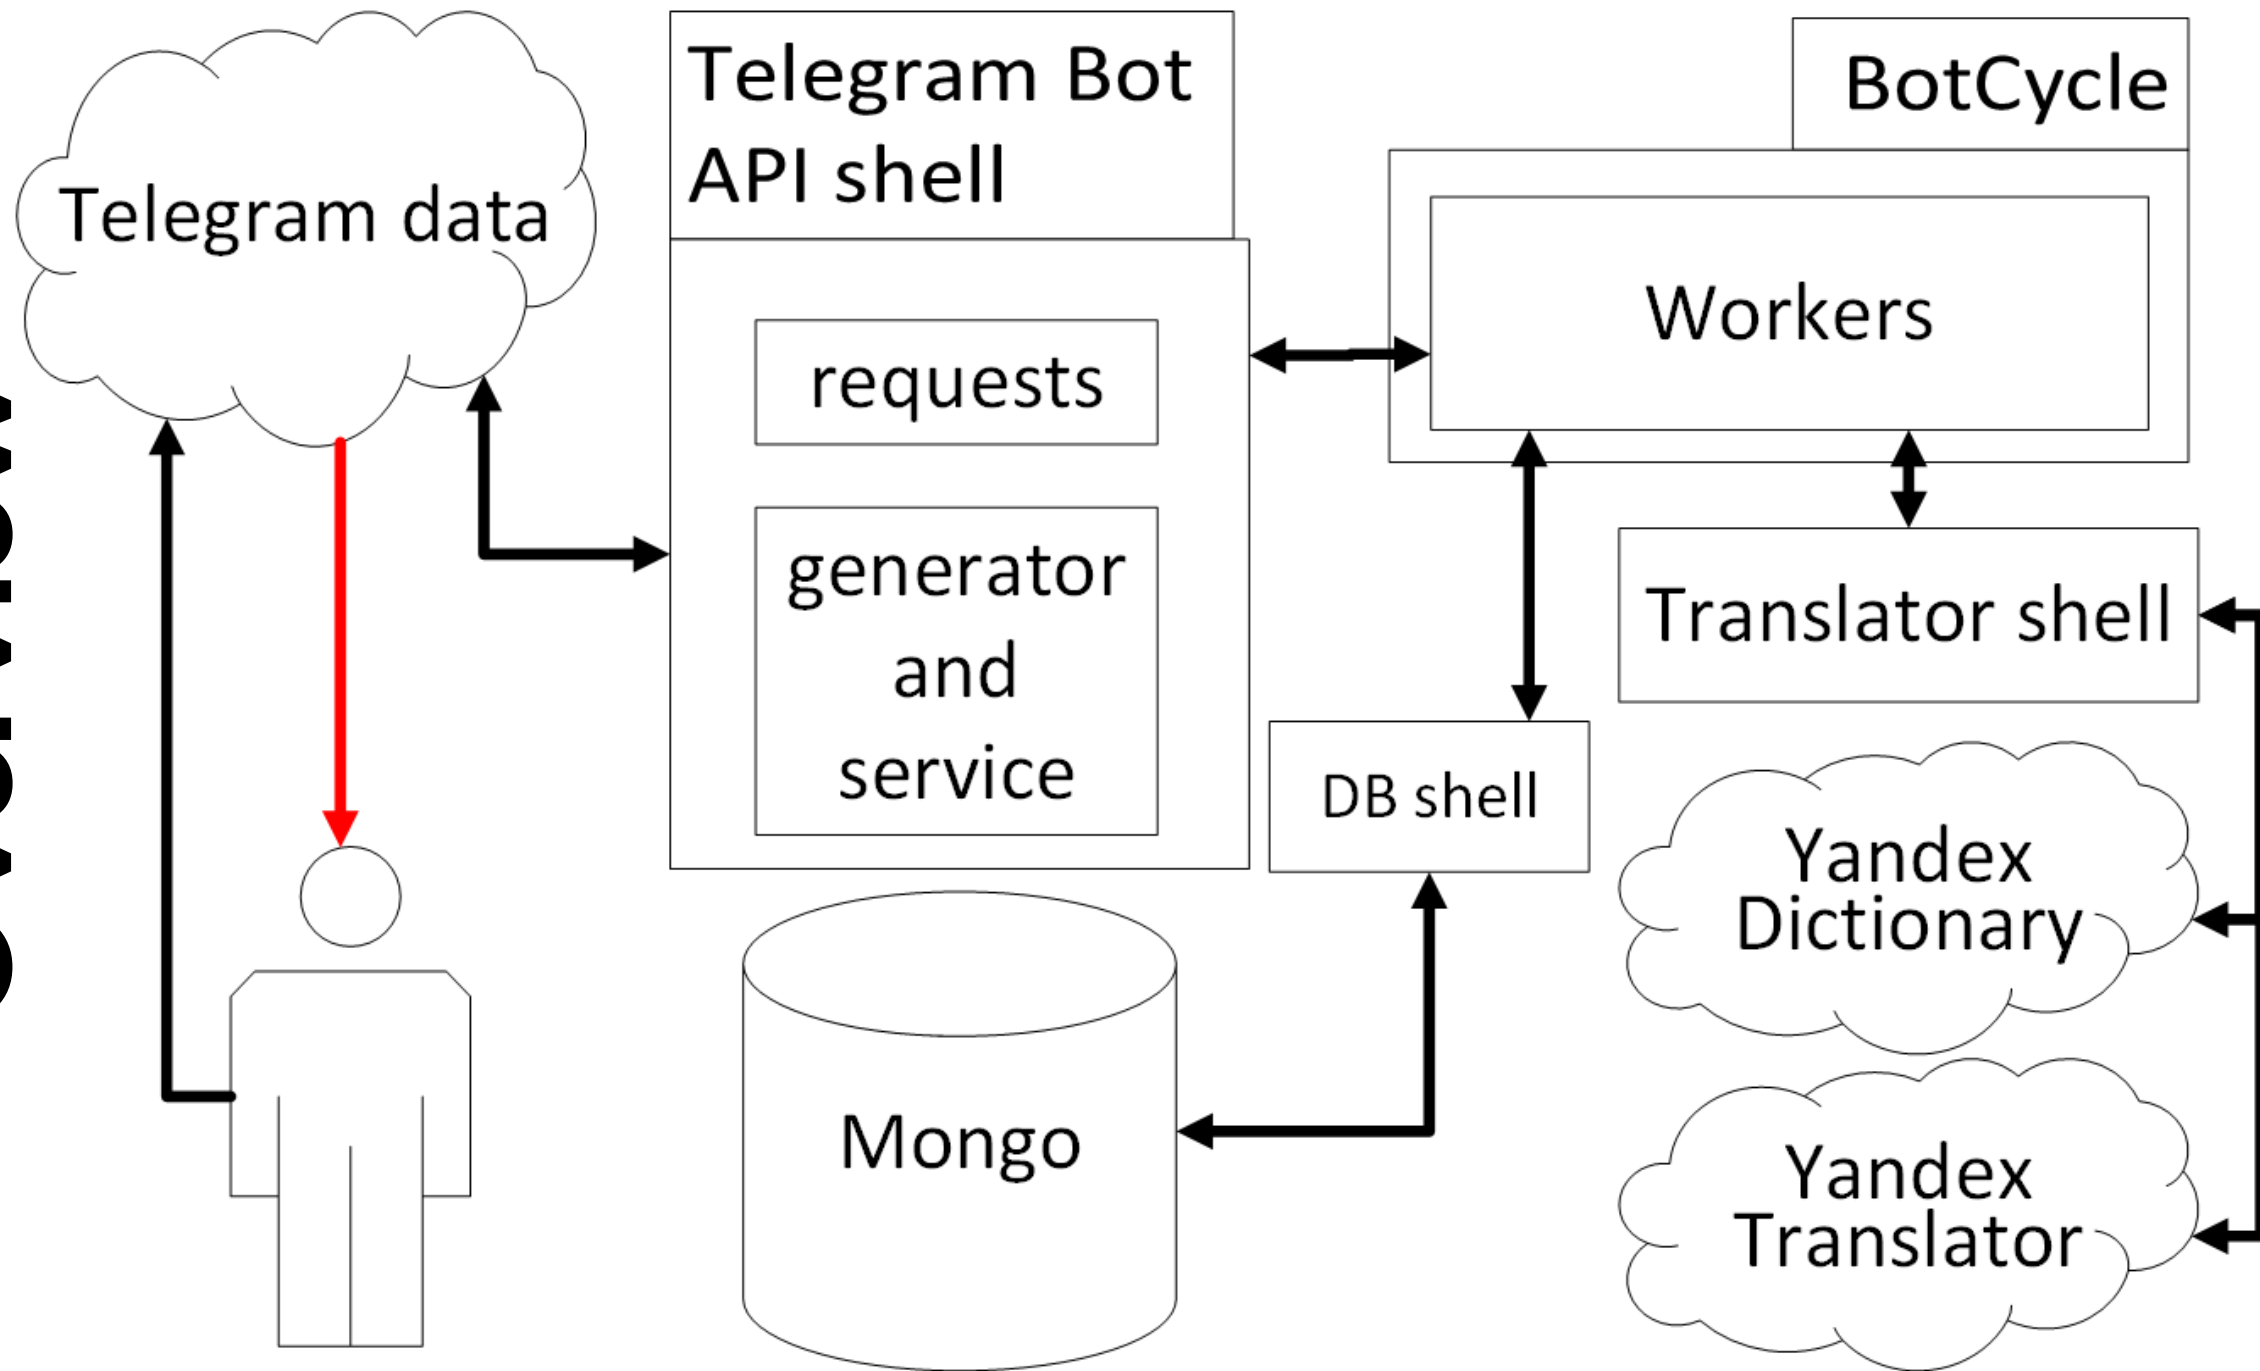 Telegram data
Telegram Bot
API shell
requests
generator
and
service
BotCycle
Workers
Translator shell
DB shell
Mongo
Yandex
Dictionary
Yandex
Translator